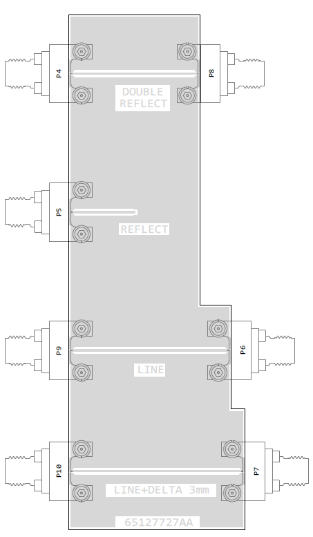 P4
P8
DOUBLE
REFLECT
P5
REFLECT
P9
P6
LINE
P10
P7
LINE+DELTA 3mm
65127727AA